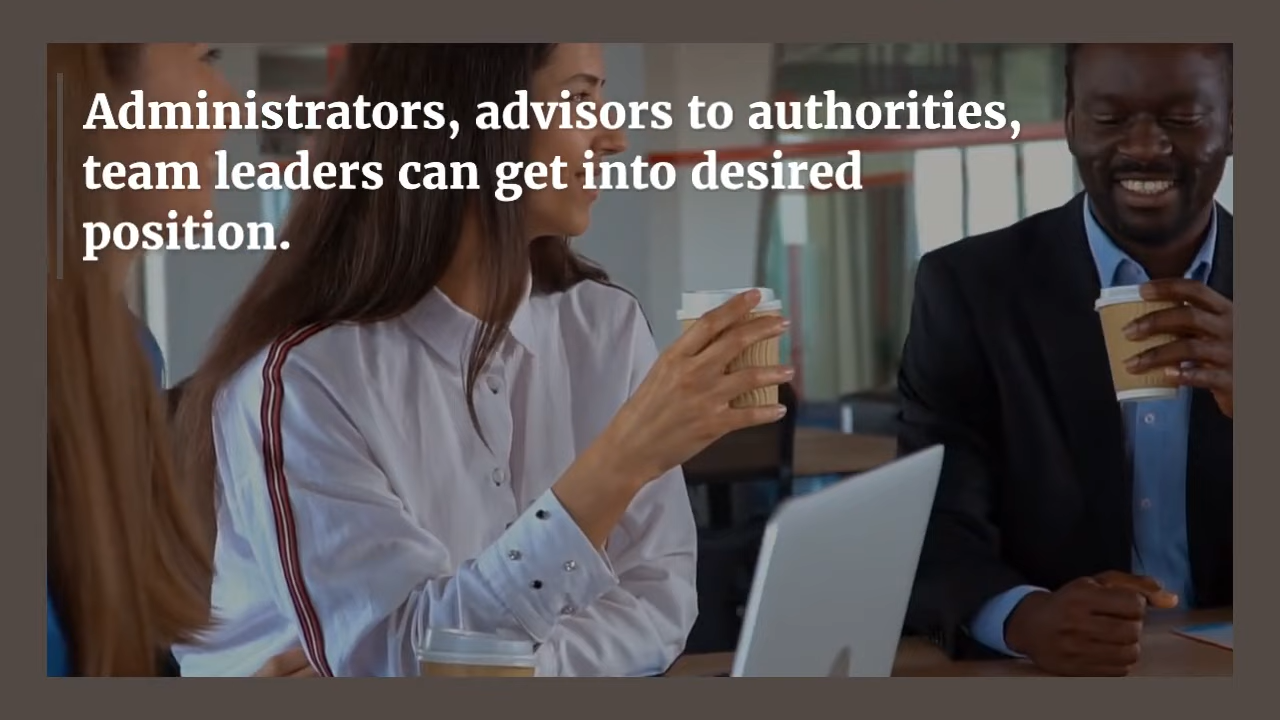 Administrators, advisors to authorities,
team leaders can get into desired
position.